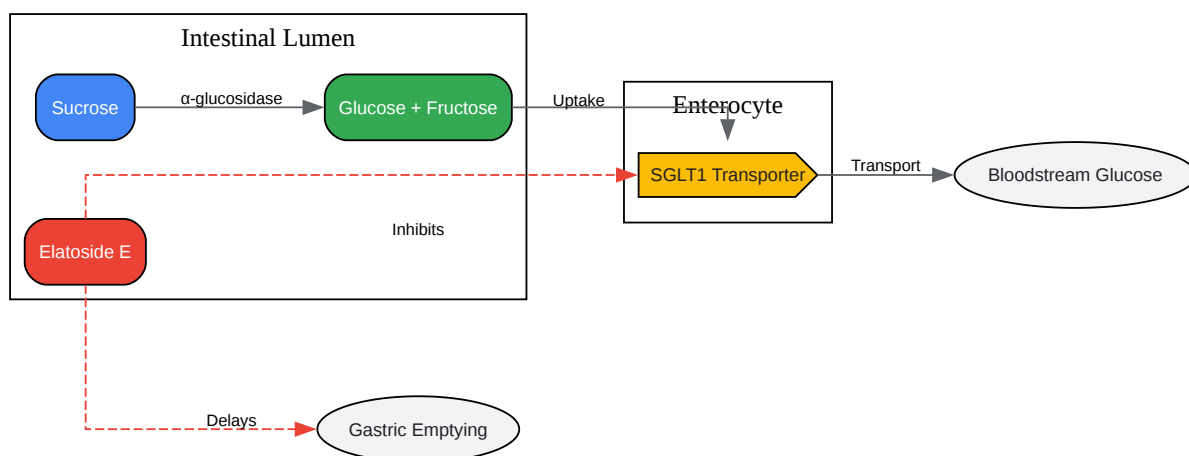 Intestinal Lumen
Sucrose
α-glucosidase
Glucose + Fructose
Uptake
Enterocyte
SGLT1 Transporter
Transport
Bloodstream Glucose
Inhibits
Elatoside E
Delays
Gastric Emptying